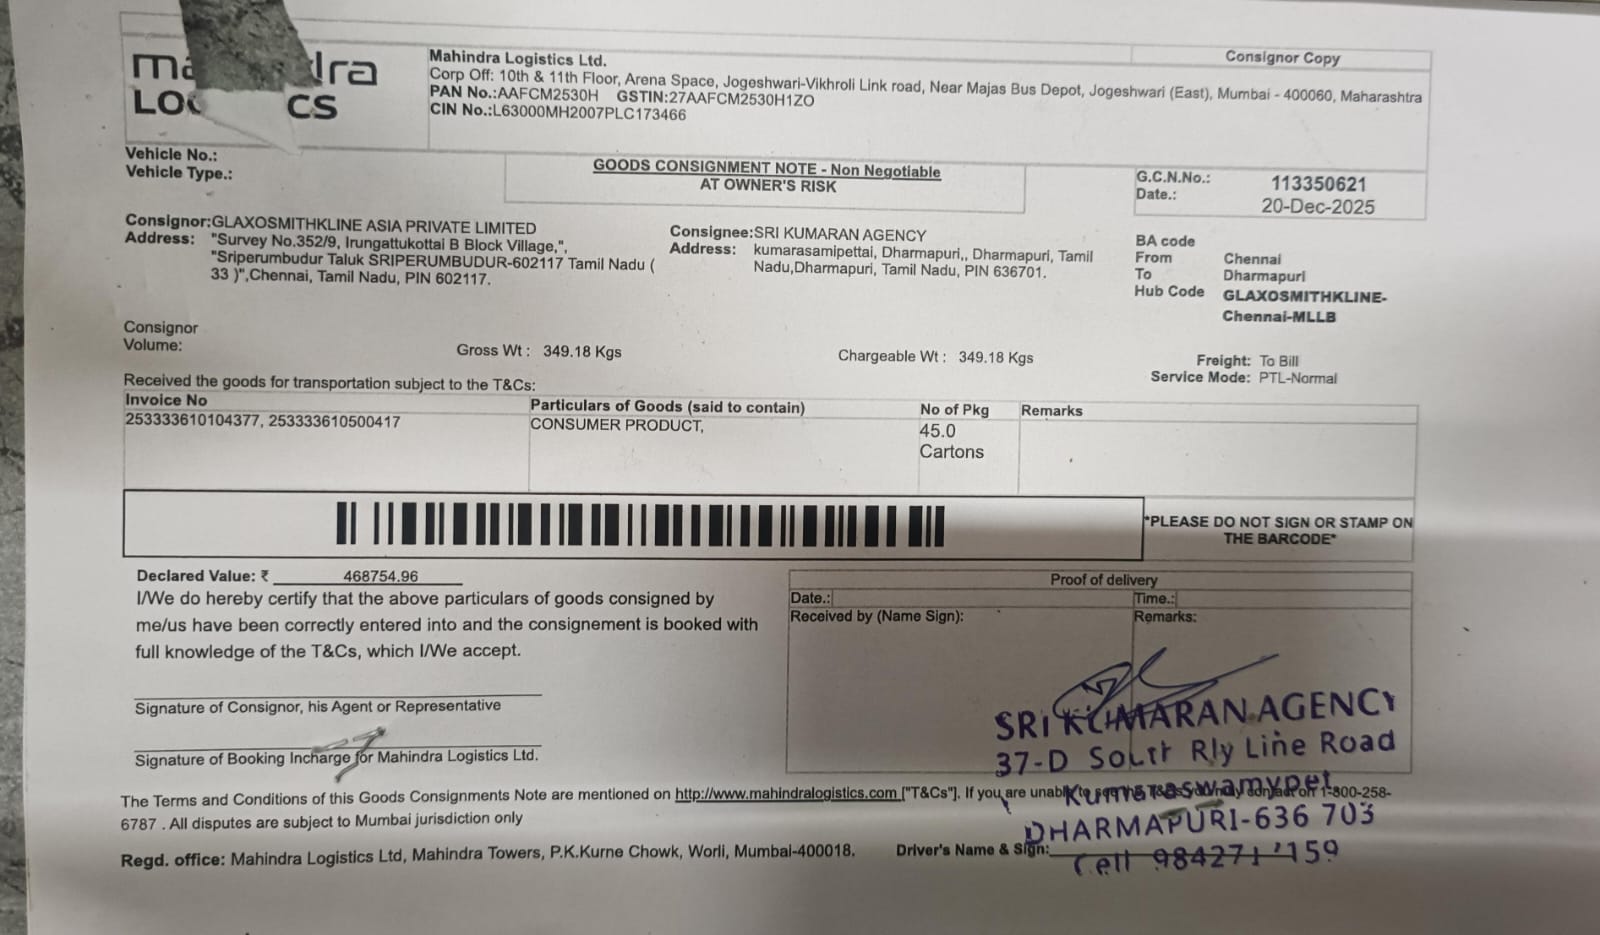 Consignor Copy
Mahindra Logistics Ltd.
Corp Off: 10th & 11th Floor, Arena Space, Jogeshwari-Vikhroli Link road, Near Majas Bus Depot, Jogeshwari (East), Mumbai - 400060, Maharashtra
PAN No.:AAFCM2530H GSTIN:27AAFCM2530H1ZO
CIN No.:L63000MH2007PLC173466
Vehicle No.:
Vehicle Type.:
GOODS CONSIGNMENT NOTE - Non Negotiable
AT OWNER'S RISK
G.C.N.No.: 113350621
Date.: 20-Dec-2025
Consignor:GLAXOSMITHKLINE ASIA PRIVATE LIMITED
Address: "Survey No.352/9, Irungattukottai B Block Village,",
"Sriperumbudur Taluk SRIPERUMBUDUR-602117 Tamil Nadu (
33 )",Chennai, Tamil Nadu, PIN 602117.
Consignee:SRI KUMARAN AGENCY
Address: kumarasamipettai, Dharmapuri,, Dharmapuri, Tamil
Nadu,Dharmapuri, Tamil Nadu, PIN 636701.
BA code
From Chennai
To Dharmapuri
Hub Code GLAXOSMITHKLINE-
Chennai-MLLB
Consignor
Volume:
Gross Wt : 349.18 Kgs
Chargeable Wt : 349.18 Kgs
Freight: To Bill
Service Mode: PTL-Normal
Received the goods for transportation subject to the T&Cs:
Invoice No Particulars of Goods (said to contain) No of Pkg Remarks
253333610104377, 253333610500417 CONSUMER PRODUCT, 45.0
Cartons
*PLEASE DO NOT SIGN OR STAMP ON
THE BARCODE*
Declared Value: ₹ 468754.96
I/We do hereby certify that the above particulars of goods consigned by
me/us have been correctly entered into and the consignement is booked with
full knowledge of the T&Cs, which I/We accept.
Signature of Consignor, his Agent or Representative
Signature of Booking Incharge for Mahindra Logistics Ltd.
Proof of delivery
Date.: Time.:
Received by (Name Sign): Remarks:
SRI KUMARAN AGENCY
37-D South Rly Line Road
Kumaraswamypet
DHARMAPURI-636 703
Cell
The Terms and Conditions of this Goods Consignments Note are mentioned on http://www.mahindralogistics.com ["T&Cs"]. If you are unable to on 1-800-258-
6787 . All disputes are subject to Mumbai jurisdiction only
Regd. office: Mahindra Logistics Ltd, Mahindra Towers, P.K.Kurne Chowk, Worli, Mumbai-400018.
Driver's Name & Sign: